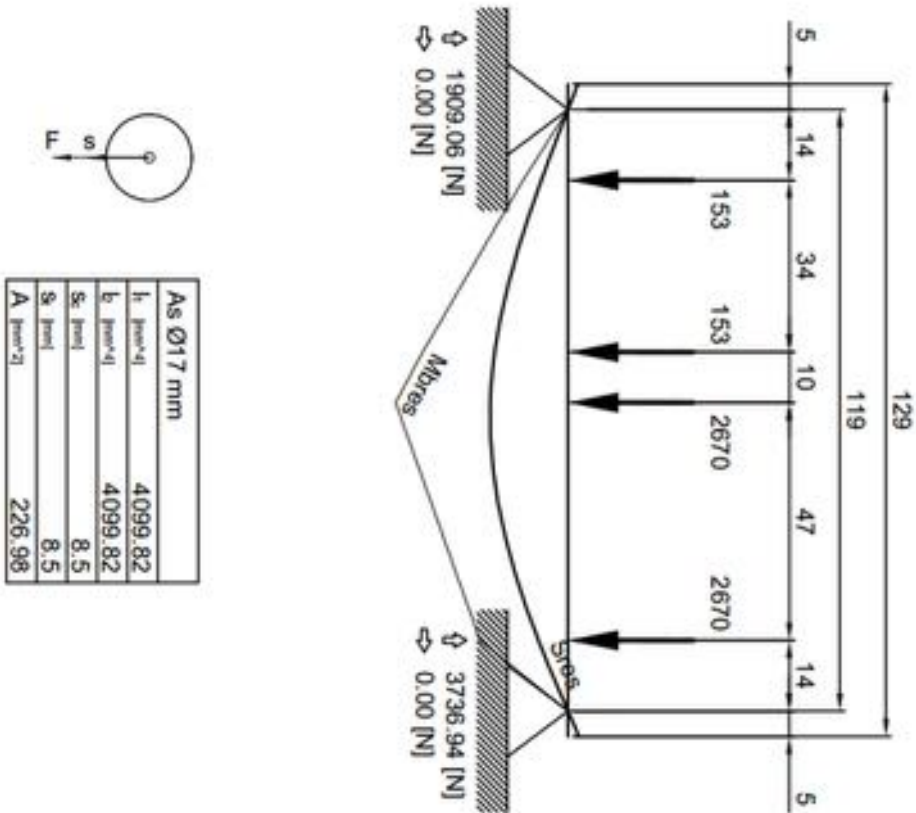 129
119
5
14
34
10
47
14
5
153
153
2670
2670
Sres
Mbres
1909.06 [N]
0.00 [N]
3736.94 [N]
0.00 [N]
s
F
As Ø17 mm
I₁ [mm^4] 4099.82
I₂ [mm^4] 4099.82
[mm] 8.5
[mm] 8.5
A [mm^2] 226.98